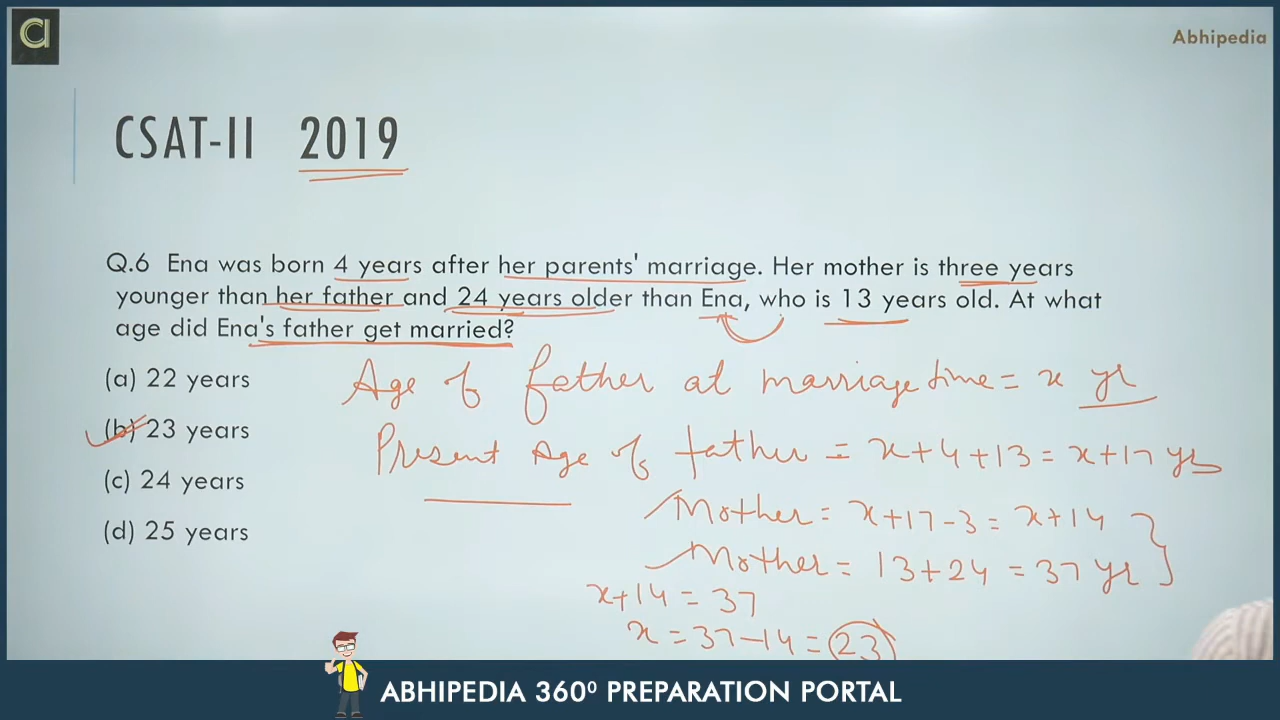 Abhipedia
CSAT-II 2019
Q.6 Ena was born 4 years after her parents' marriage. Her mother is three years
younger than her father and 24 years older than Ena, who is 13 years old. At what
age did Ena's father get married?
(a) 22 years
(b) 23 years
(c) 24 years
(d) 25 years
Age of father at marriage time = x yr
Present Age of father = x+4+13 = x+17 yrs
Mother = x+17-3 = x+14
Mother = 13+24 = 37 yr
x+14 = 37
x = 37-14 = 23
ABHIPEDIA 360⁰ PREPARATION PORTAL